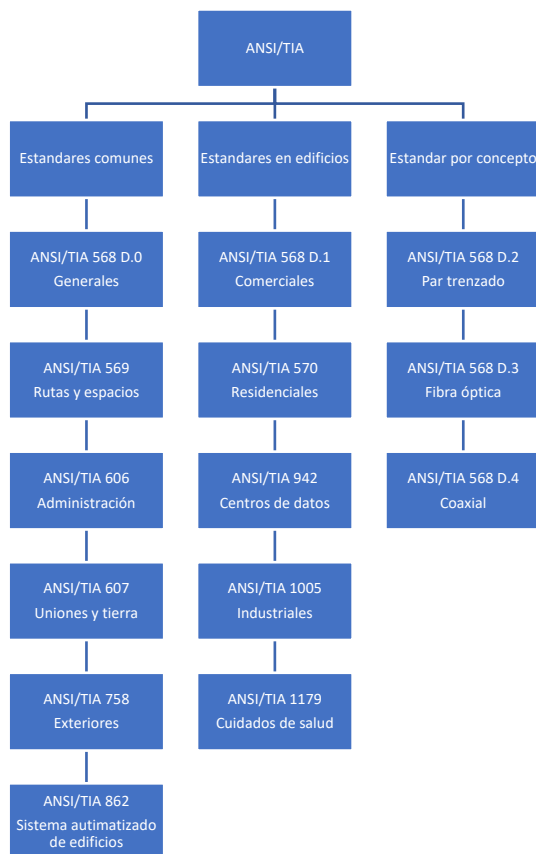 ANSI/TIA
Estandares comunes
Estandares en edificios
Estandar por concepto
ANSI/TIA 568 D.0
Generales
ANSI/TIA 568 D.1
Comerciales
ANSI/TIA 568 D.2
Par trenzado
ANSI/TIA 569
Rutas y espacios
ANSI/TIA 570
Residenciales
ANSI/TIA 568 D.3
Fibra óptica
ANSI/TIA 606
Administración
ANSI/TIA 942
Centros de datos
ANSI/TIA 568 D.4
Coaxial
ANSI/TIA 607
Uniones y tierra
ANSI/TIA 1005
Industriales
ANSI/TIA 758
Exteriores
ANSI/TIA 1179
Cuidados de salud
ANSI/TIA 862
Sistema autimatizado
de edificios